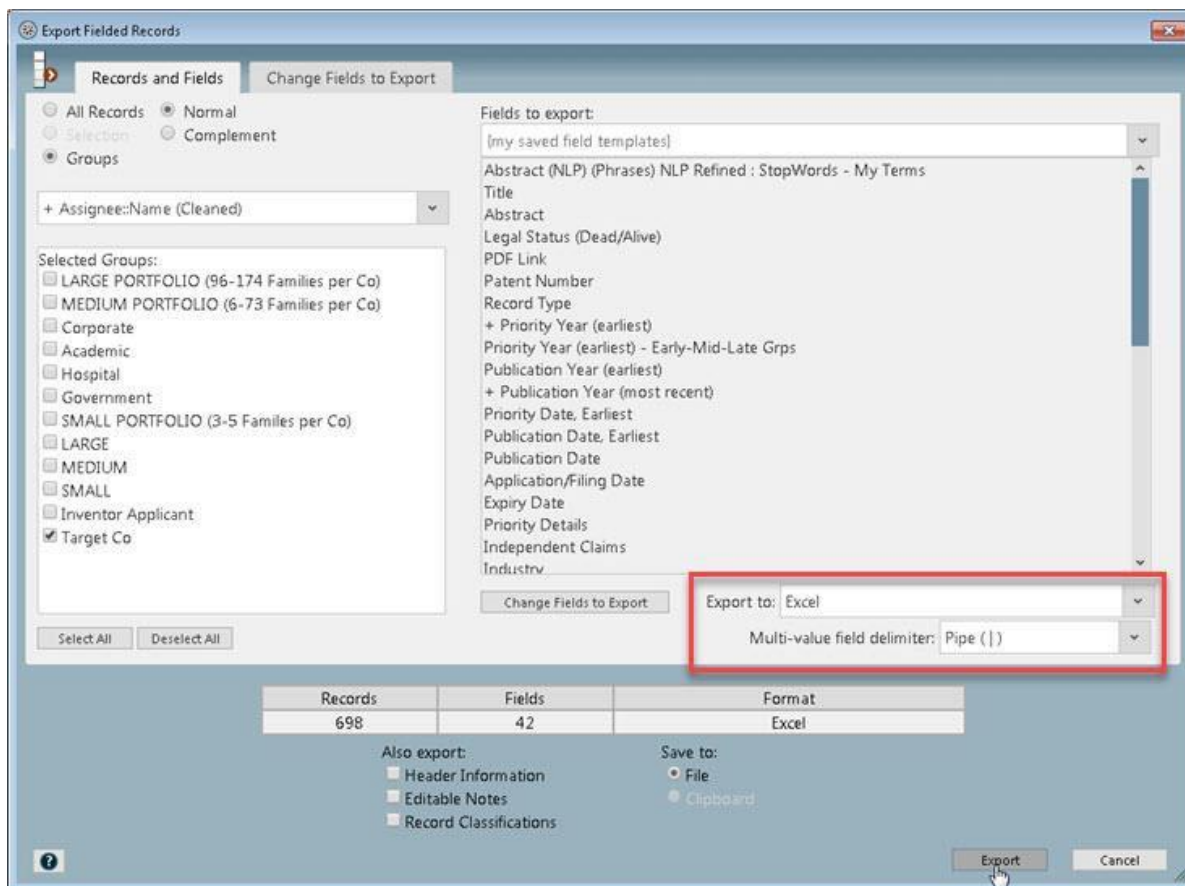 Export Fielded Records
Records and Fields
Change Fields to Export
All Records
Normal
Selection
Complement
Groups
+ Assignee::Name (Cleaned)
Selected Groups:
LARGE PORTFOLIO (96-174 Families per Co)
MEDIUM PORTFOLIO (6-73 Families per Co)
Corporate
Academic
Hospital
Government
SMALL PORTFOLIO (3-5 Familes per Co)
LARGE
MEDIUM
SMALL
Inventor Applicant
Target Co
Select All
Deselect All
Fields to export:
(my saved field templates)
Abstract (NLP) (Phrases) NLP Refined : StopWords - My Terms
Title
Abstract
Legal Status (Dead/Alive)
PDF Link
Patent Number
Record Type
+ Priority Year (earliest)
Priority Year (earliest) - Early-Mid-Late Grps
Publication Year (earliest)
+ Publication Year (most recent)
Priority Date, Earliest
Publication Date, Earliest
Publication Date
Application/Filing Date
Expiry Date
Priority Details
Independent Claims
Industry
Change Fields to Export
Export to: Excel
Multi-value field delimiter: Pipe (|)
Records Fields Format
698 42 Excel
Also export:
Header Information
Editable Notes
Record Classifications
Save to:
File
Clipboard
?
Export
Cancel